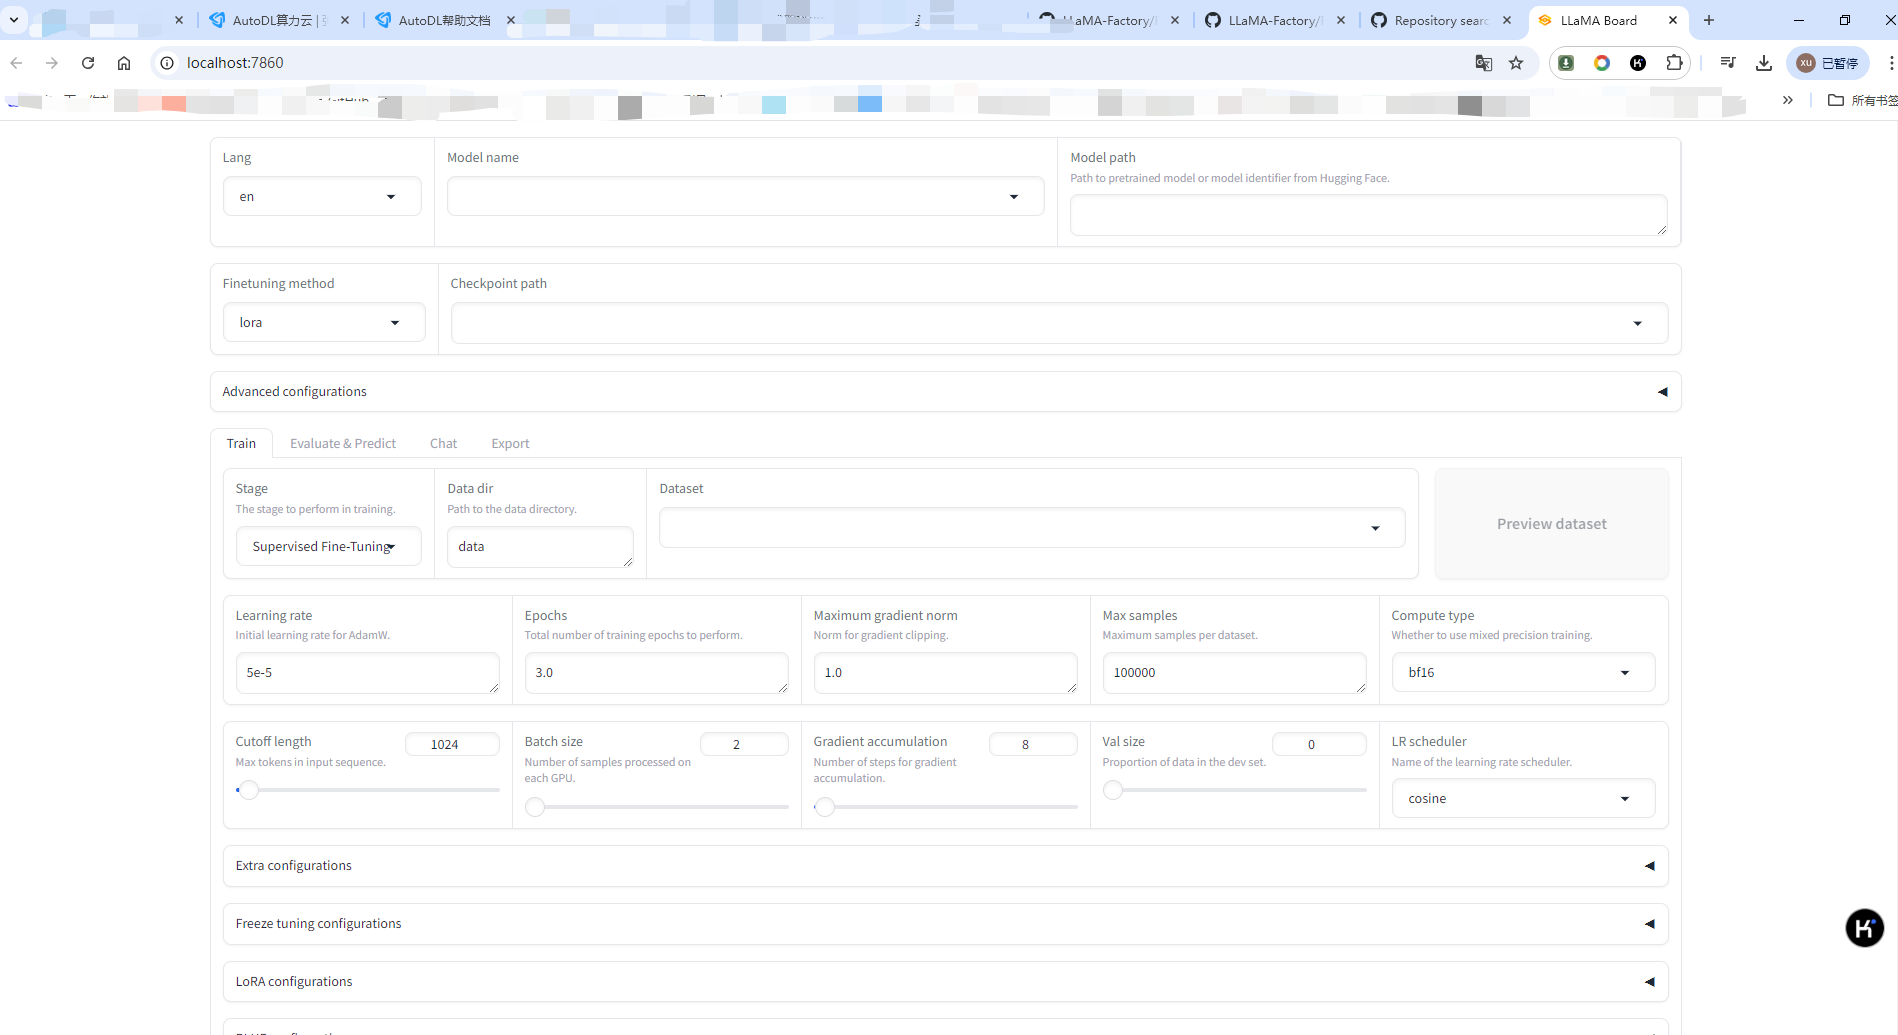 AutoDL算力云 |
AutoDL帮助文档
LLaMA-Factory/
LLaMA-Factory/
Repository sear
LLaMA Board
localhost:7860
XU 已暂停
所有书签
Lang
Model name
Model path
Path to pretrained model or model identifier from Hugging Face.
en
Finetuning method
Checkpoint path
lora
Advanced configurations
Train
Evaluate & Predict
Chat
Export
Stage
The stage to perform in training.
Supervised Fine-Tuning
Data dir
Path to the data directory.
data
Dataset
Preview dataset
Learning rate
Initial learning rate for AdamW.
5e-5
Epochs
Total number of training epochs to perform.
3.0
Maximum gradient norm
Norm for gradient clipping.
1.0
Max samples
Maximum samples per dataset.
100000
Compute type
Whether to use mixed precision training.
bf16
Cutoff length
1024
Max tokens in input sequence.
Batch size
2
Number of samples processed on
each GPU.
Gradient accumulation
8
Number of steps for gradient
accumulation.
Val size
0
Proportion of data in the dev set.
LR scheduler
Name of the learning rate scheduler.
cosine
Extra configurations
Freeze tuning configurations
LoRA configurations